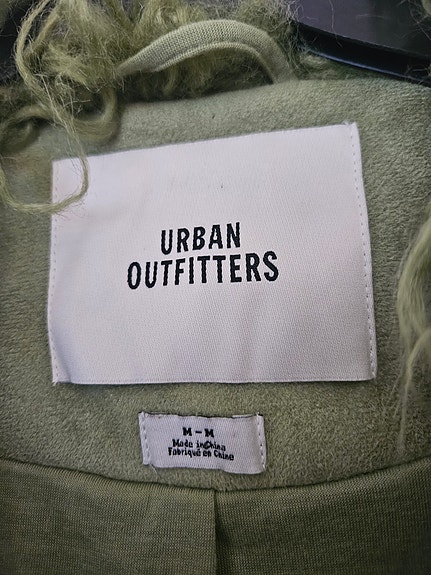 URBAN
OUTFITTERS
M-M
Made in China
Fabriqué en Chine